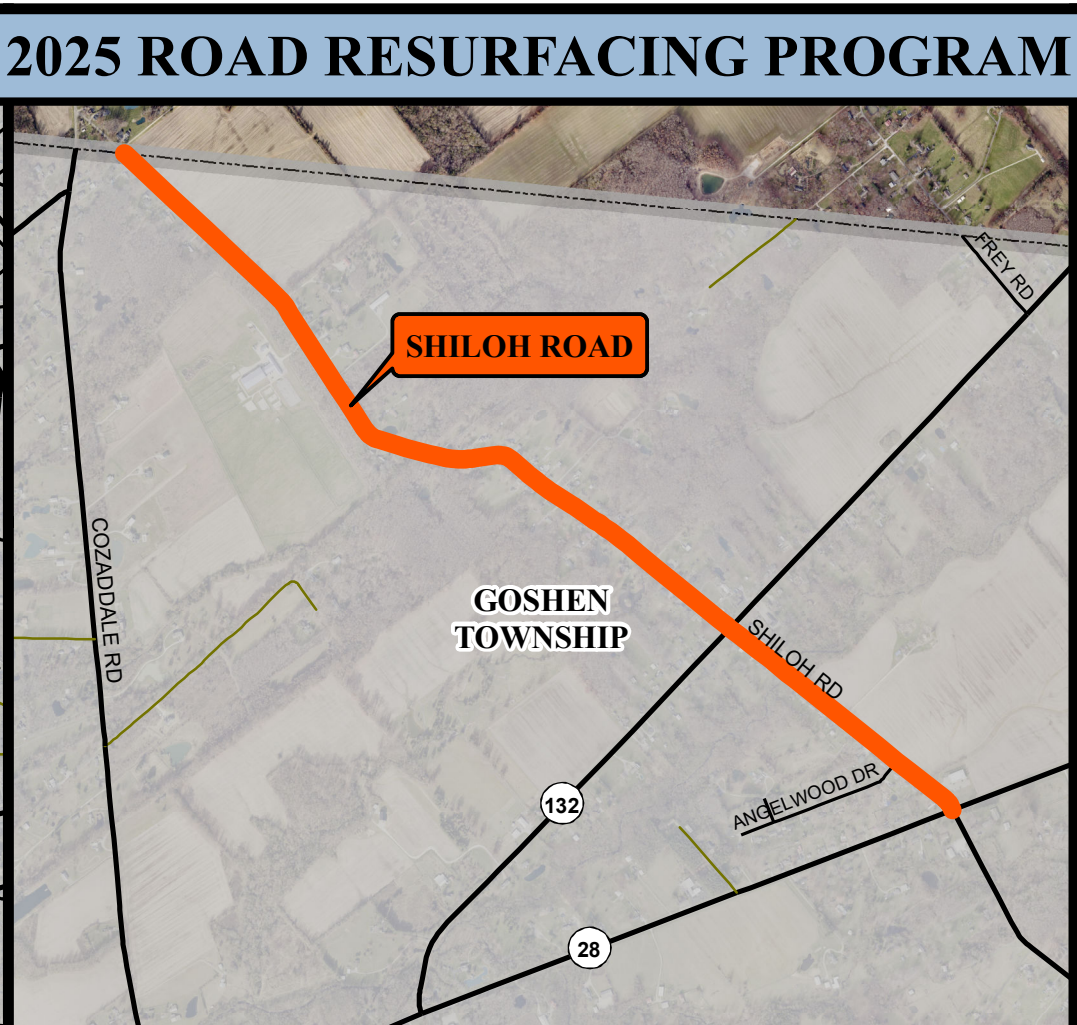 2025 ROAD RESURFACING PROGRAM
FREY RD
SHILOH ROAD
COZADDALE RD
GOSHEN
TOWNSHIP
SHILOH RD
ANGELWOOD DR
132
28